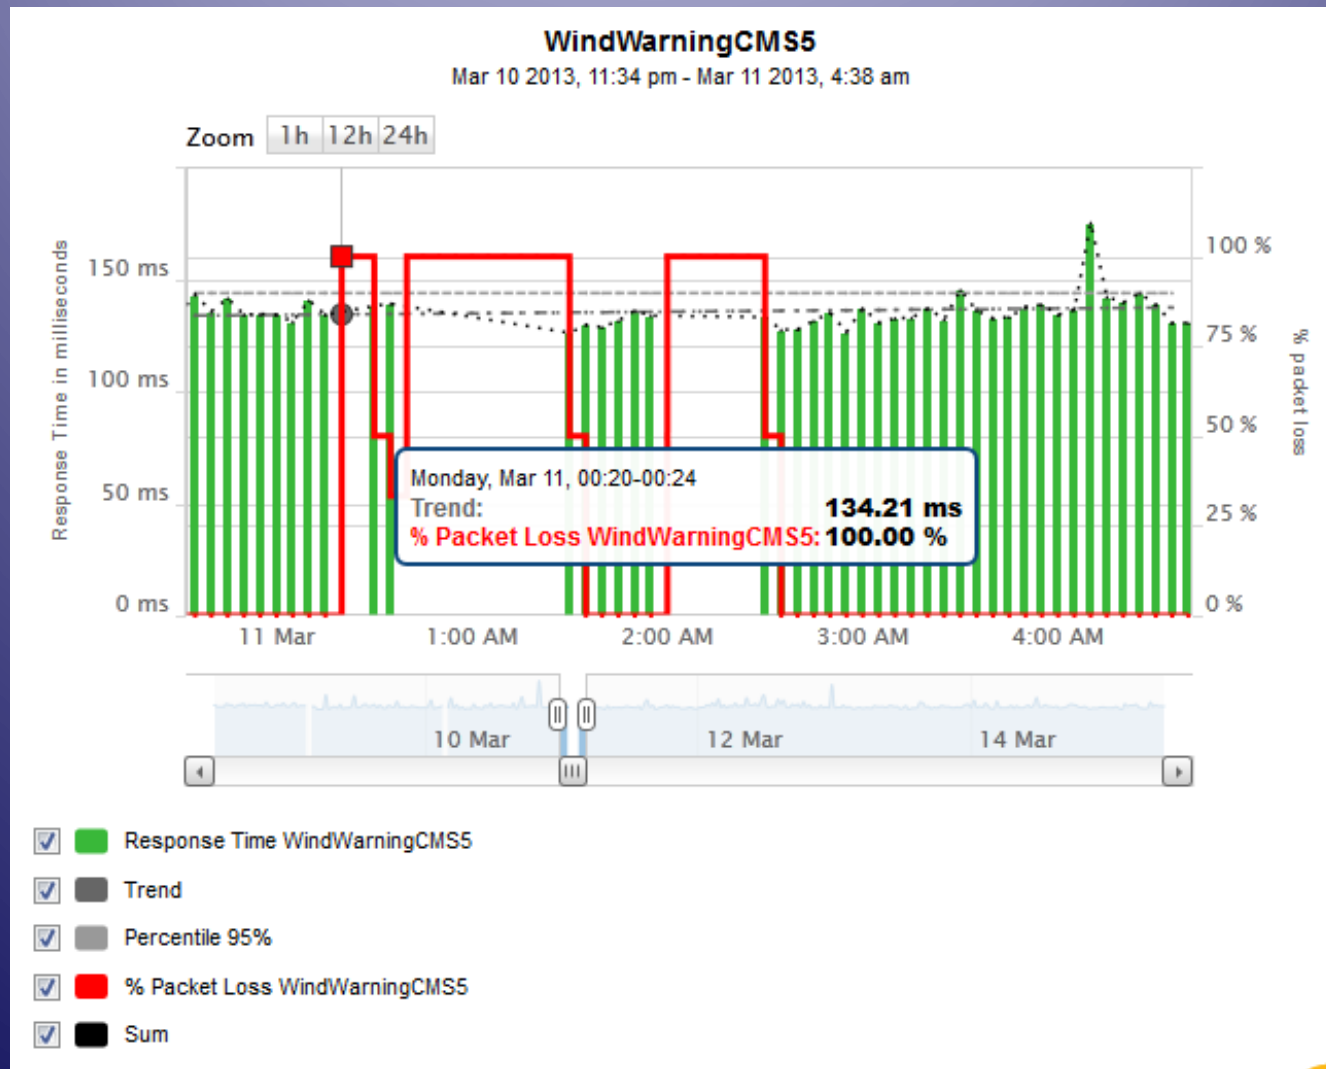 WindWarningCMS5
Mar 10 2013, 11:34 pm - Mar 11 2013, 4:38 am
Zoom 1h 12h 24h
Response Time in milliseconds
150 ms
100 ms
50 ms
0 ms
100 %
75 %
50 %
25 %
0 %
% packet loss
Monday, Mar 11, 00:20-00:24
Trend: 134.21 ms
% Packet Loss WindWarningCMS5: 100.00 %
11 Mar 1:00 AM 2:00 AM 3:00 AM 4:00 AM
10 Mar 12 Mar 14 Mar
Response Time WindWarningCMS5
Trend
Percentile 95%
% Packet Loss WindWarningCMS5
Sum